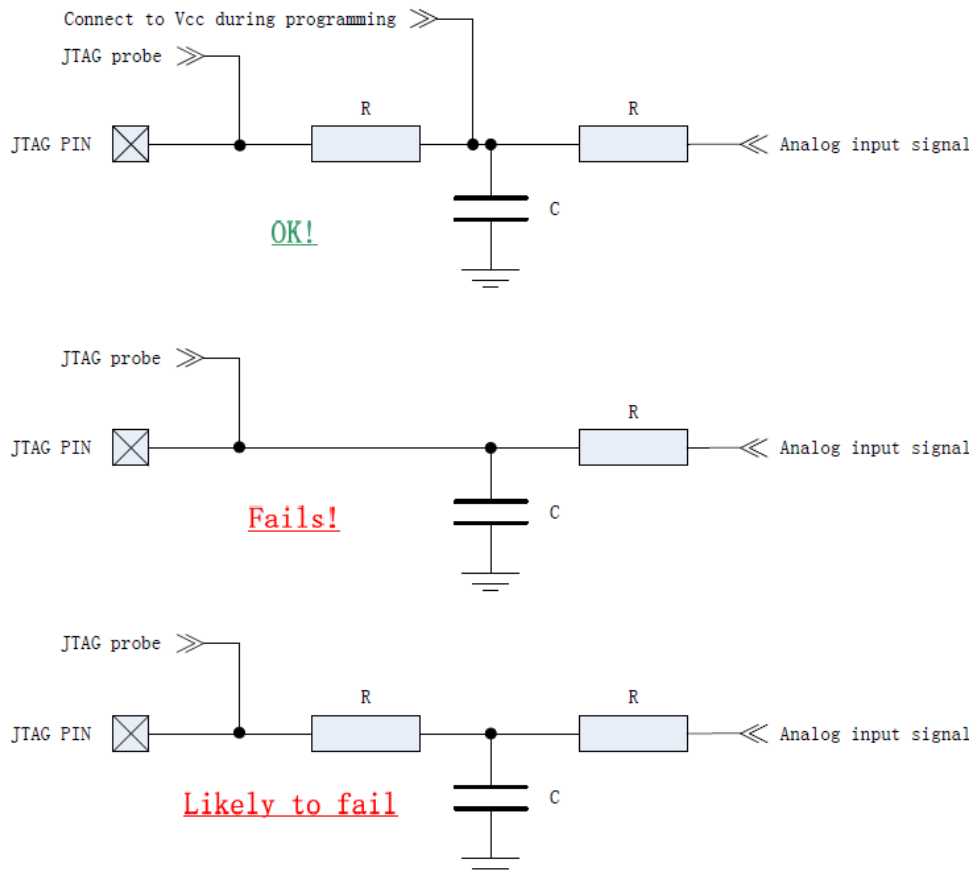 Connect to Vcc during programming
JTAG probe
R
R
JTAG PIN
Analog input signal
C
OK!
JTAG probe
R
JTAG PIN
Analog input signal
C
Fails!
JTAG probe
R
R
JTAG PIN
Analog input signal
C
Likely to fail